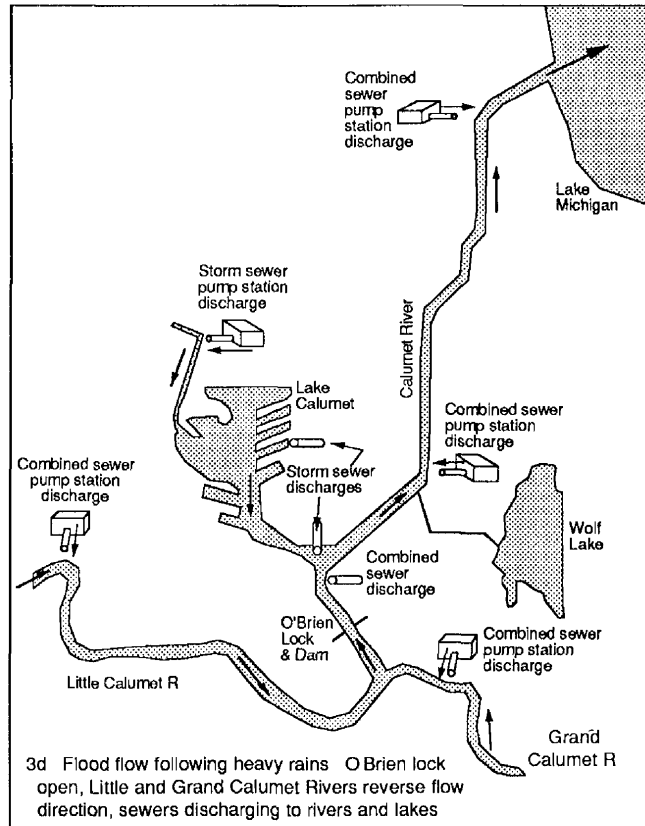 Combined
sewer
pump
station
discharge
Lake
Michigan
Storm sewer
pump station
discharge
Calumet River
Lake
Calumet
Combined sewer
pump station
discharge
Combined sewer
pump station
discharge
Storm sewer
discharges
Wolf
Lake
Combined
sewer
discharge
O'Brien
Lock
& Dam
Combined sewer
pump station
discharge
Little Calumet R
Grand
Calumet R
3d Flood flow following heavy rains O Brien lock
open, Little and Grand Calumet Rivers reverse flow
direction, sewers discharging to rivers and lakes